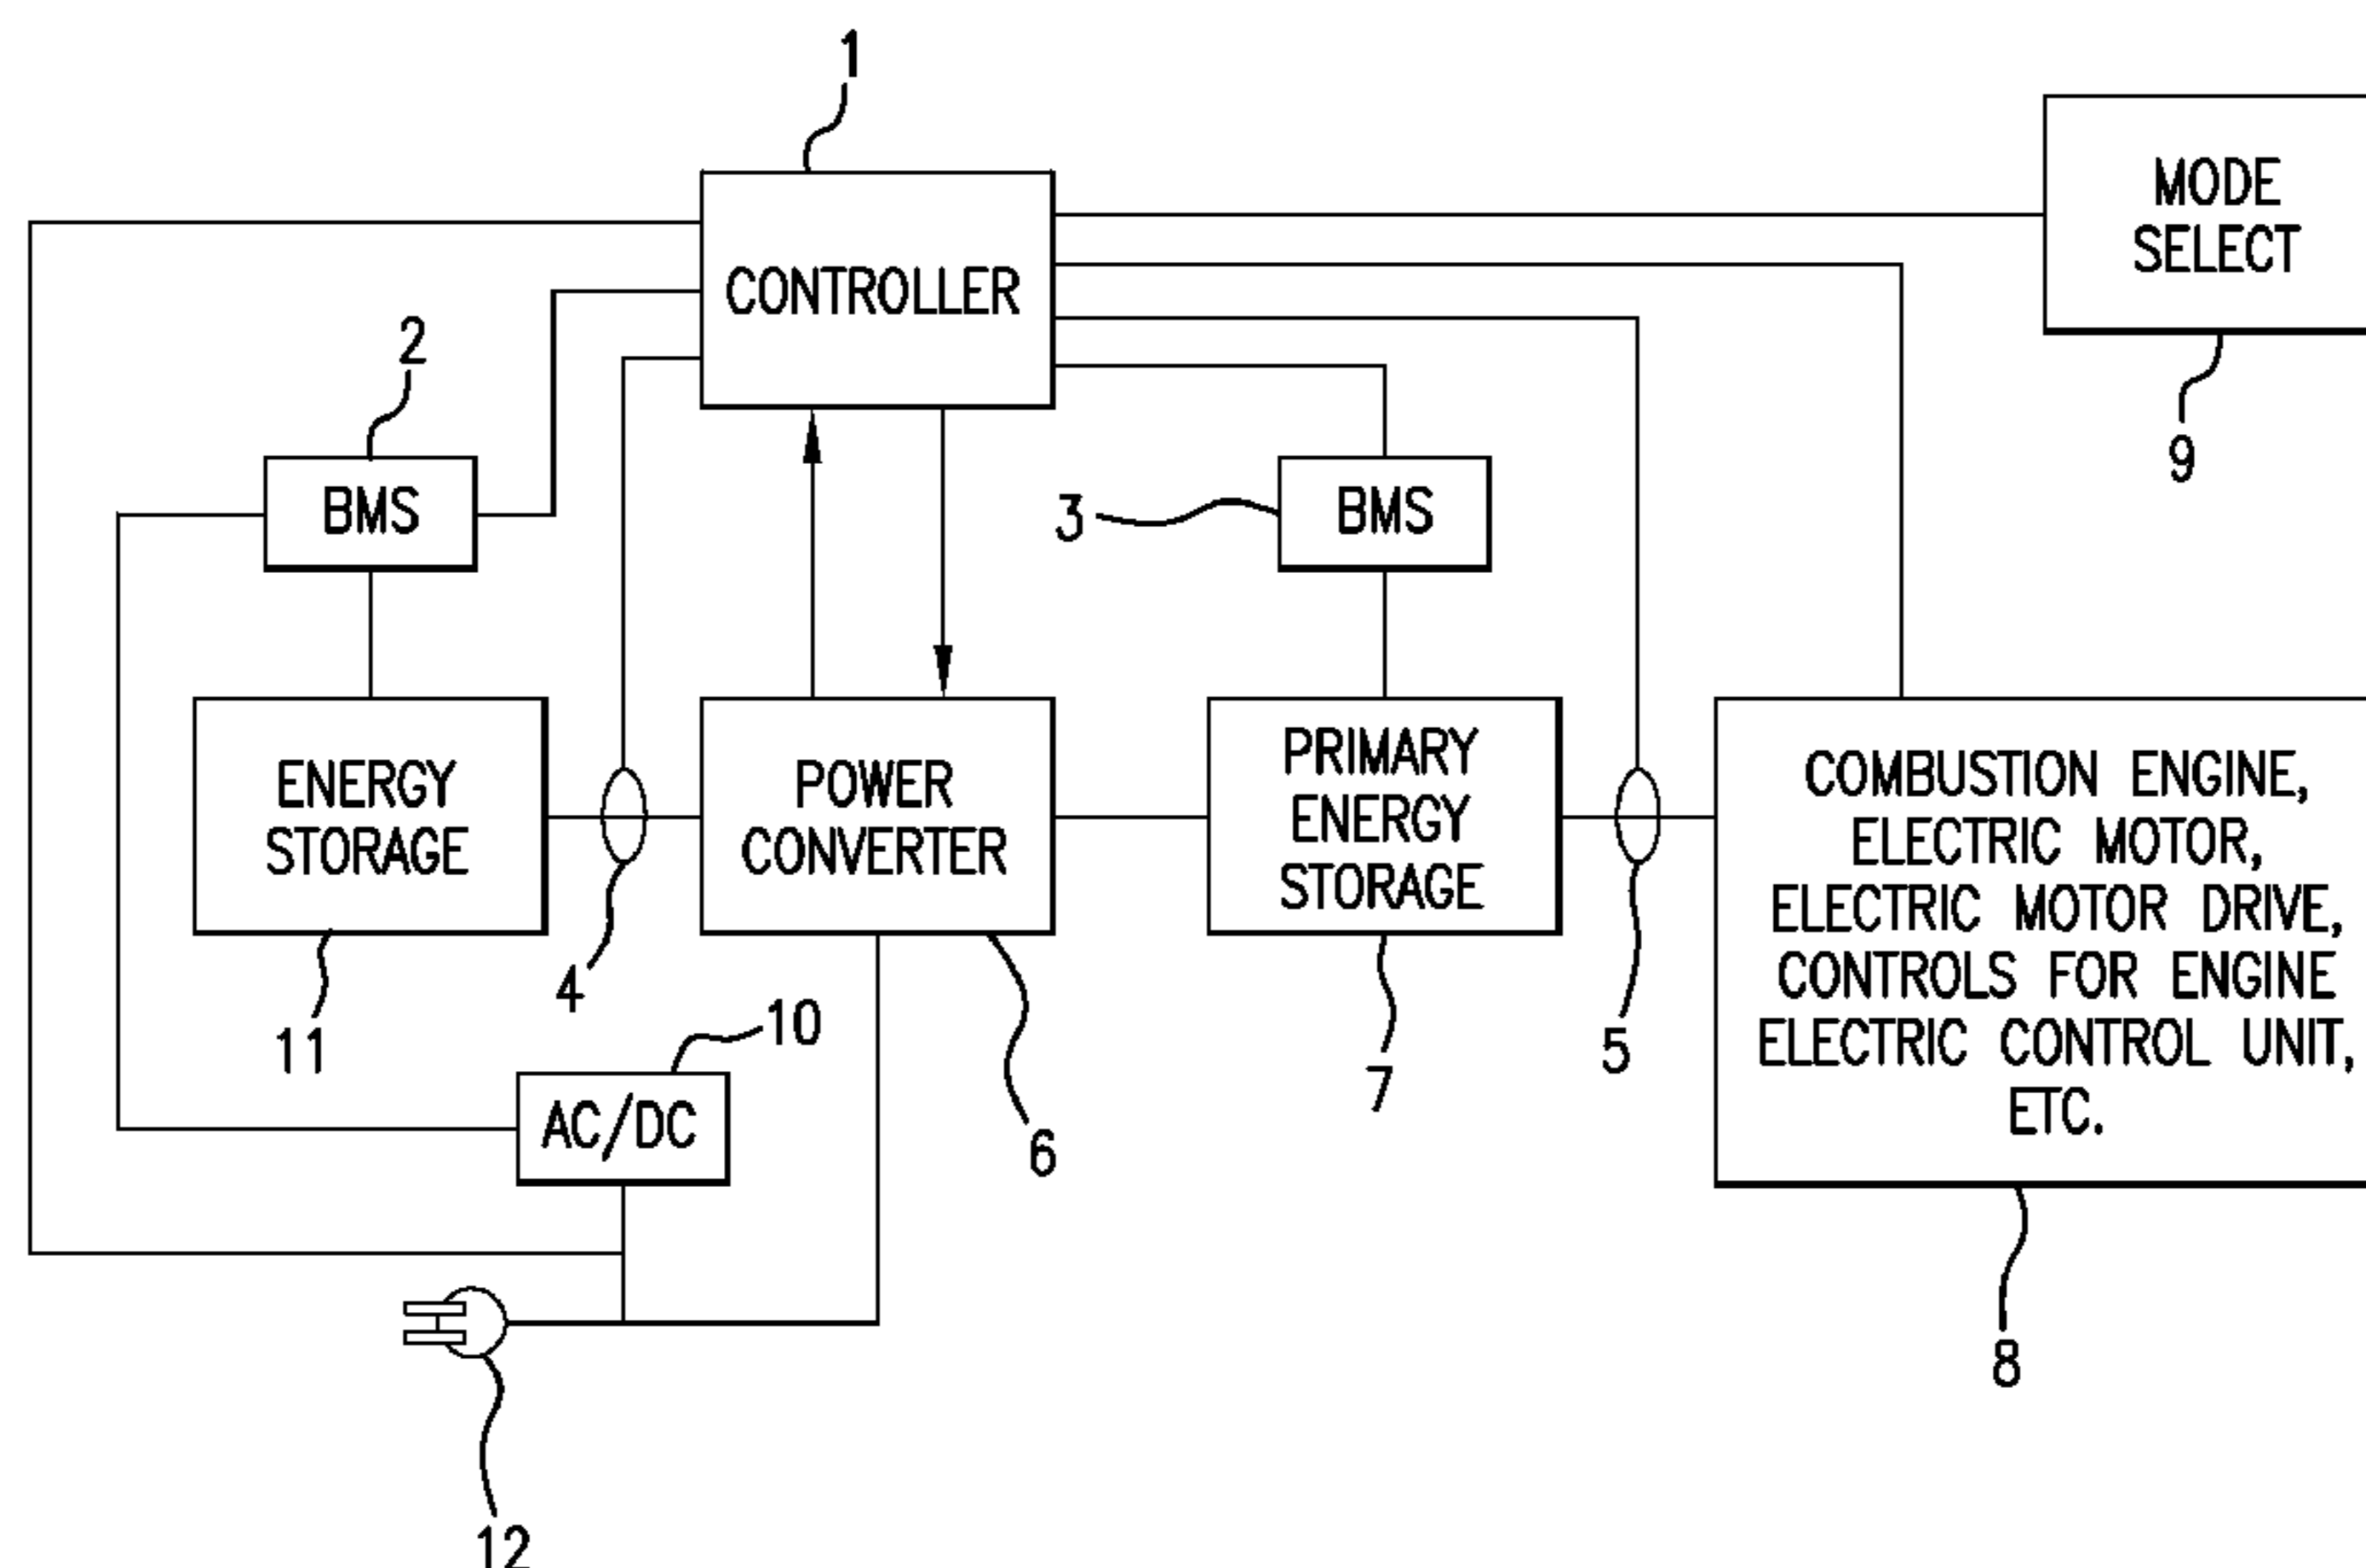 1
CONTROLLER
MODE
SELECT
9
2
BMS
3
BMS
ENERGY
STORAGE
11
4
POWER
CONVERTER
6
PRIMARY
ENERGY
STORAGE
7
5
COMBUSTION ENGINE,
ELECTRIC MOTOR,
ELECTRIC MOTOR DRIVE,
CONTROLS FOR ENGINE
ELECTRIC CONTROL UNIT,
ETC.
8
10
AC/DC
12